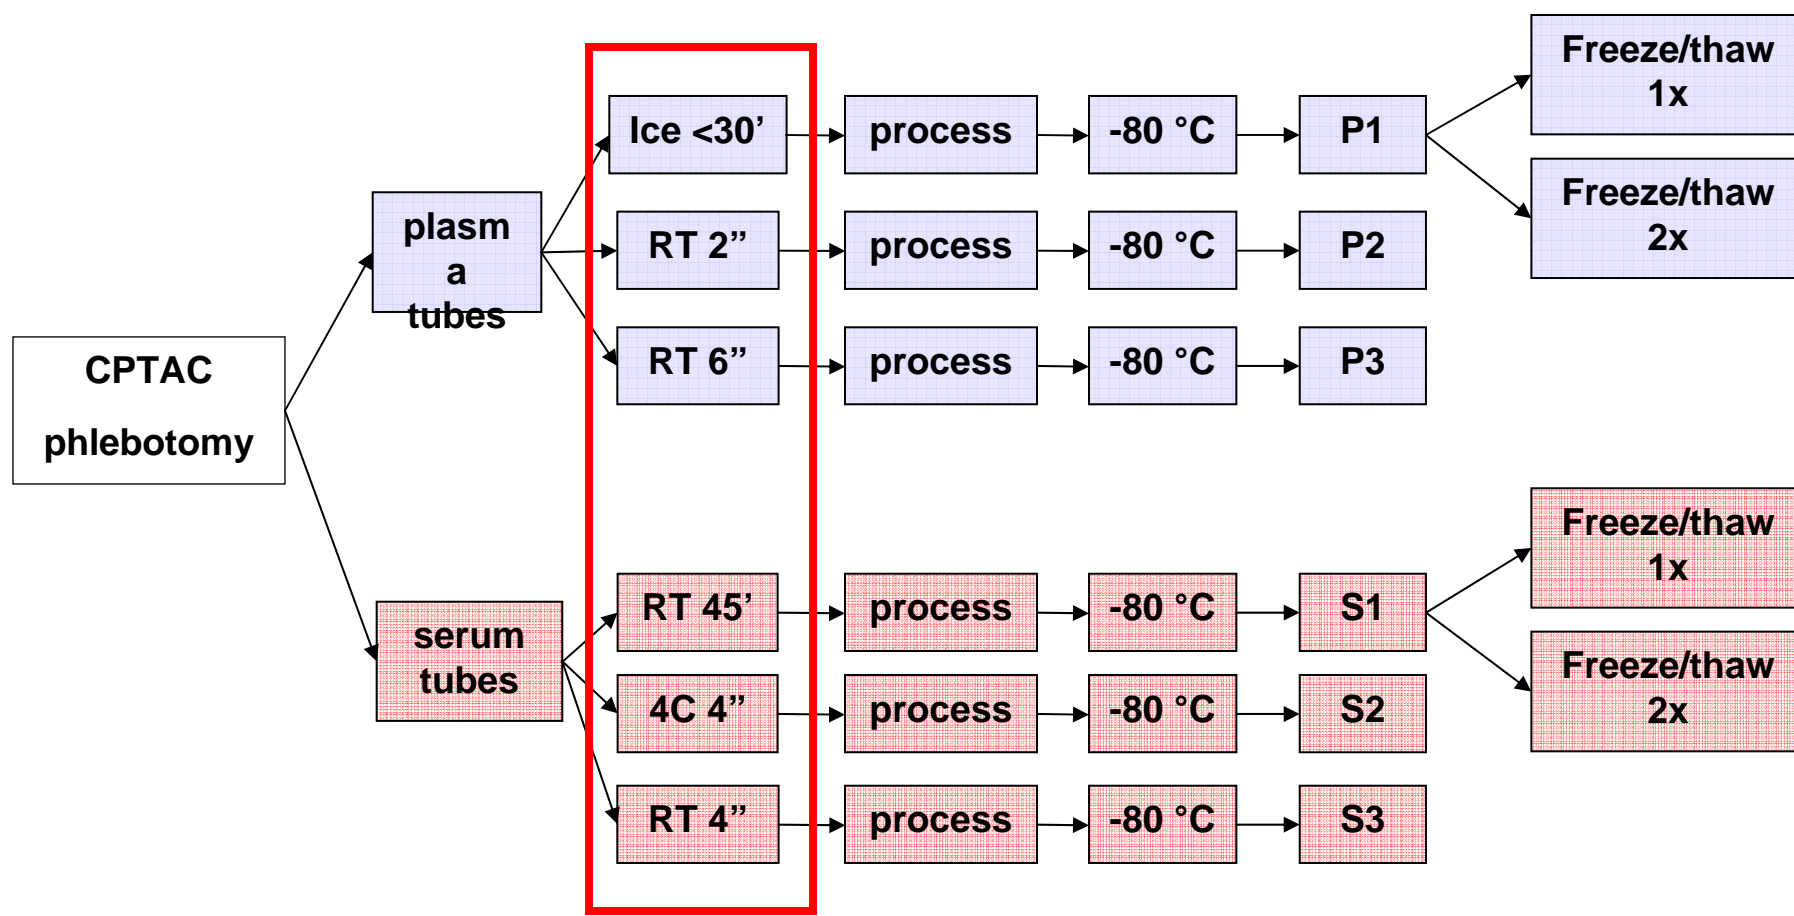 CPTAC
phlebotomy
plasm
a
tubes
Ice <30’
process
-80 °C
P1
Freeze/thaw
1x
Freeze/thaw
2x
RT 2”
process
-80 °C
P2
RT 6”
process
-80 °C
P3
serum
tubes
RT 45’
process
-80 °C
S1
Freeze/thaw
1x
Freeze/thaw
2x
4C 4”
process
-80 °C
S2
RT 4”
process
-80 °C
S3